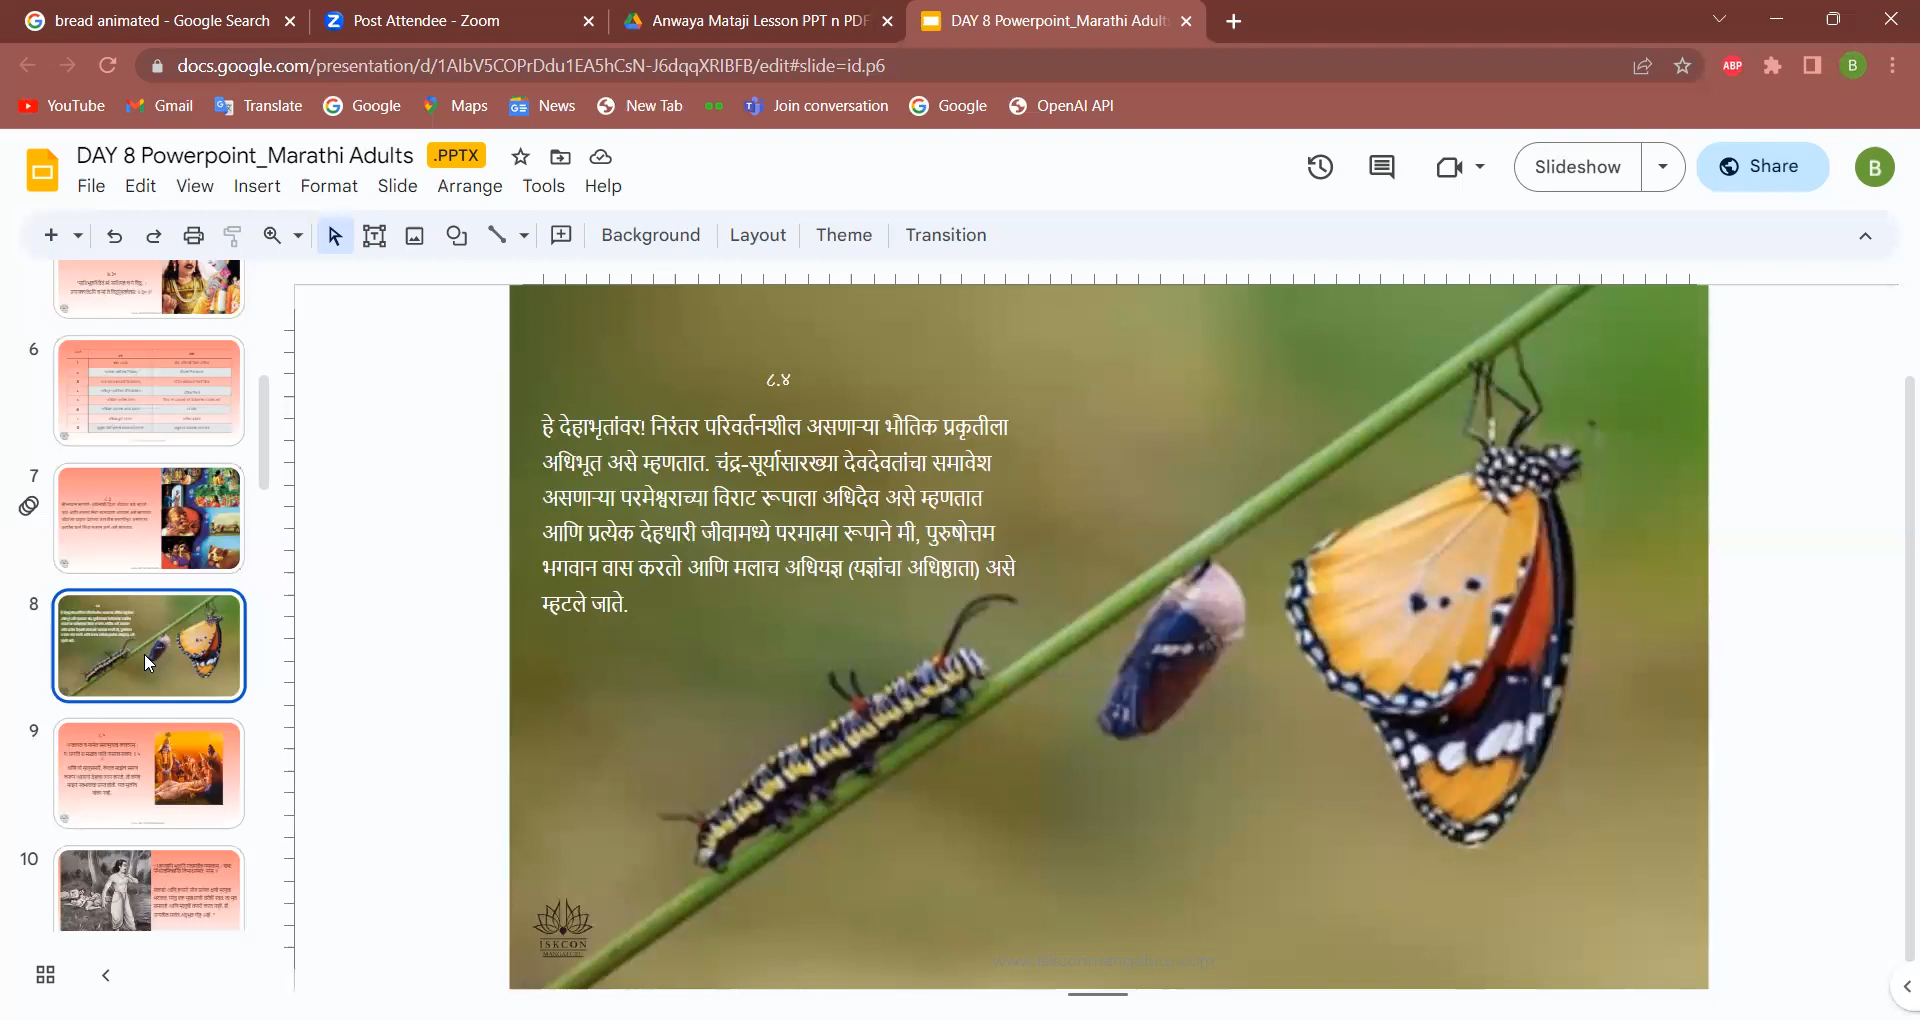 bread animated - Google Search
Post Attendee - Zoom
Anwaya Mataji Lesson PPT n PDF
DAY 8 Powerpoint_Marathi Adult
docs.google.com/presentation/d/1AIbV5COPrDdu1EA5hCsN-J6dqqXRIBFB/edit#slide=id.p6
ABP
B
YouTube
Gmail
Translate
Google
Maps
News
New Tab
Join conversation
Google
OpenAI API
DAY 8 Powerpoint_Marathi Adults
.PPTX
File Edit View Insert Format Slide Arrange Tools Help
Slideshow
Share
B
Background
Layout
Theme
Transition
6
7
8
9
10
८.४
हे देहाभृतांवर! निरंतर परिवर्तनशील असणाऱ्या भौतिक प्रकृतीला
अधिभूत असे म्हणतात. चंद्र-सूर्यासारख्या देवदेवतांचा समावेश
असणाऱ्या परमेश्वराच्या विराट रूपाला अधिदैव असे म्हणतात
आणि प्रत्येक देहधारी जीवामध्ये परमात्मा रूपाने मी, पुरुषोत्तम
भगवान वास करतो आणि मलाच अधियज्ञ (यज्ञांचा अधिष्ठाता) असे
म्हटले जाते.
ISKCON